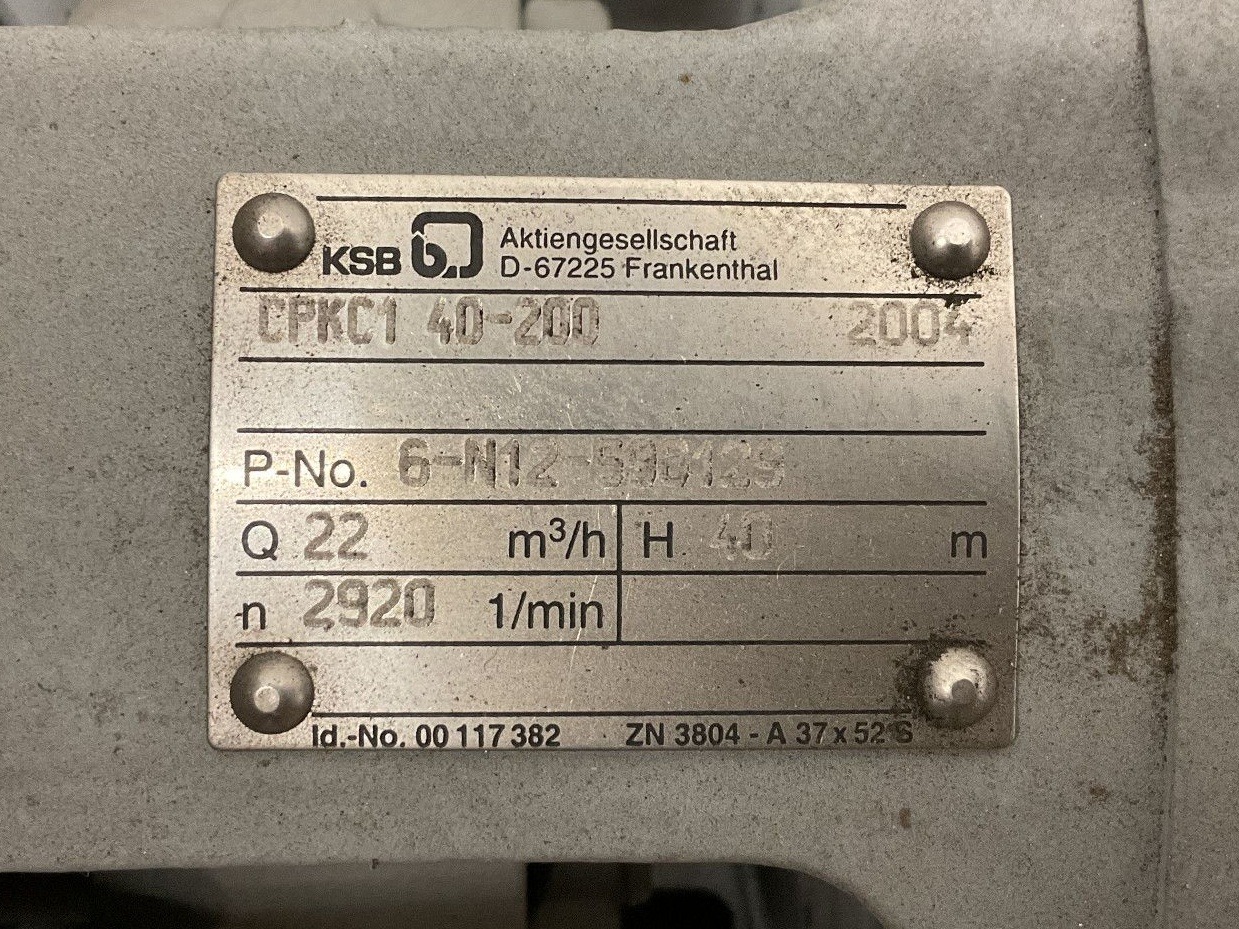 KSB Aktiengesellschaft
D-67225 Frankenthal
CPKC1 40-200 2004
P-No.
Q 22 m³/h H 40 m
n 2920 1/min
Id.-No. 00 117 382 ZN 3804 - A 37 x 52 S